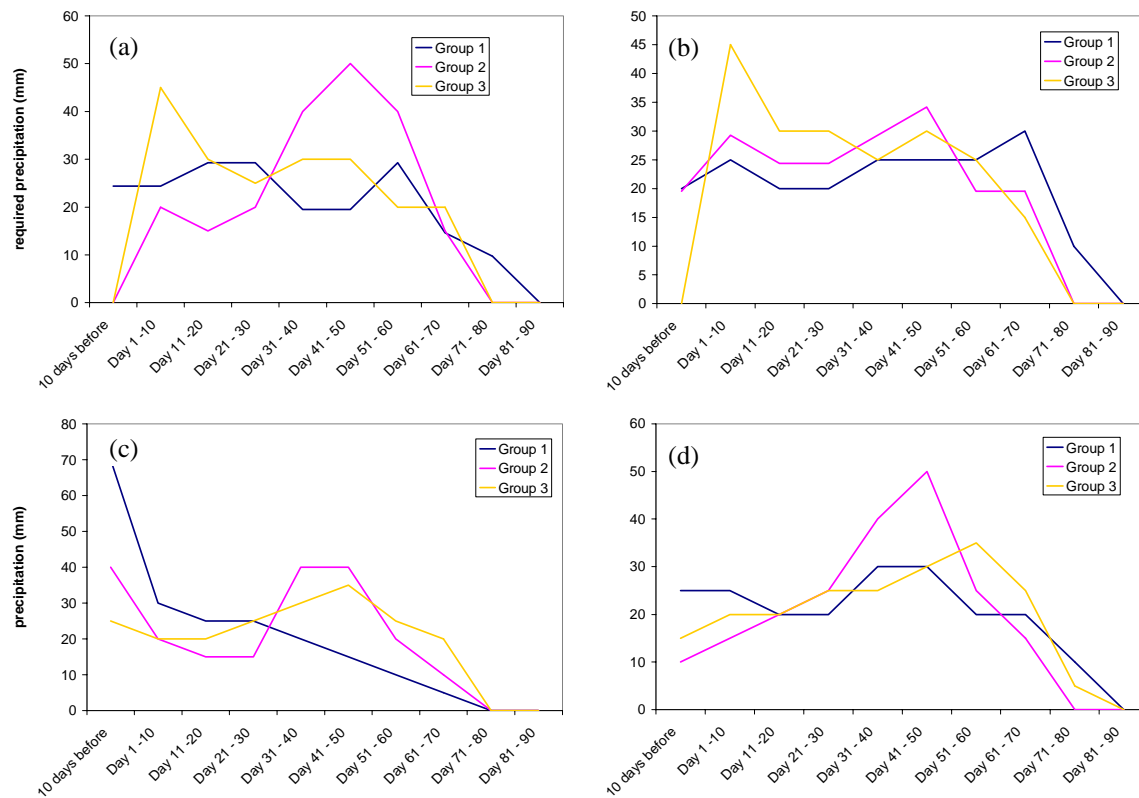 (a)
required precipitation (mm)
60
50
40
30
20
10
0
Group 1
Group 2
Group 3
10 days before
Day 1 -10
Day 11 -20
Day 21 - 30
Day 31 - 40
Day 41 - 50
Day 51 - 60
Day 61 - 70
Day 71 - 80
Day 81 - 90
(b)
50
45
40
35
30
25
20
15
10
5
0
Group 1
Group 2
Group 3
10 days before
Day 1 -10
Day 11 -20
Day 21 - 30
Day 31 - 40
Day 41 - 50
Day 51 - 60
Day 61 - 70
Day 71 - 80
Day 81 - 90
(c)
precipitation (mm)
80
70
60
50
40
30
20
10
0
Group 1
Group 2
Group 3
10 days before
Day 1 -10
Day 11 -20
Day 21 - 30
Day 31 - 40
Day 41 - 50
Day 51 - 60
Day 61 - 70
Day 71 - 80
Day 81 - 90
(d)
60
50
40
30
20
10
0
Group 1
Group 2
Group 3
10 days before
Day 1 -10
Day 11 -20
Day 21 - 30
Day 31 - 40
Day 41 - 50
Day 51 - 60
Day 61 - 70
Day 71 - 80
Day 81 - 90